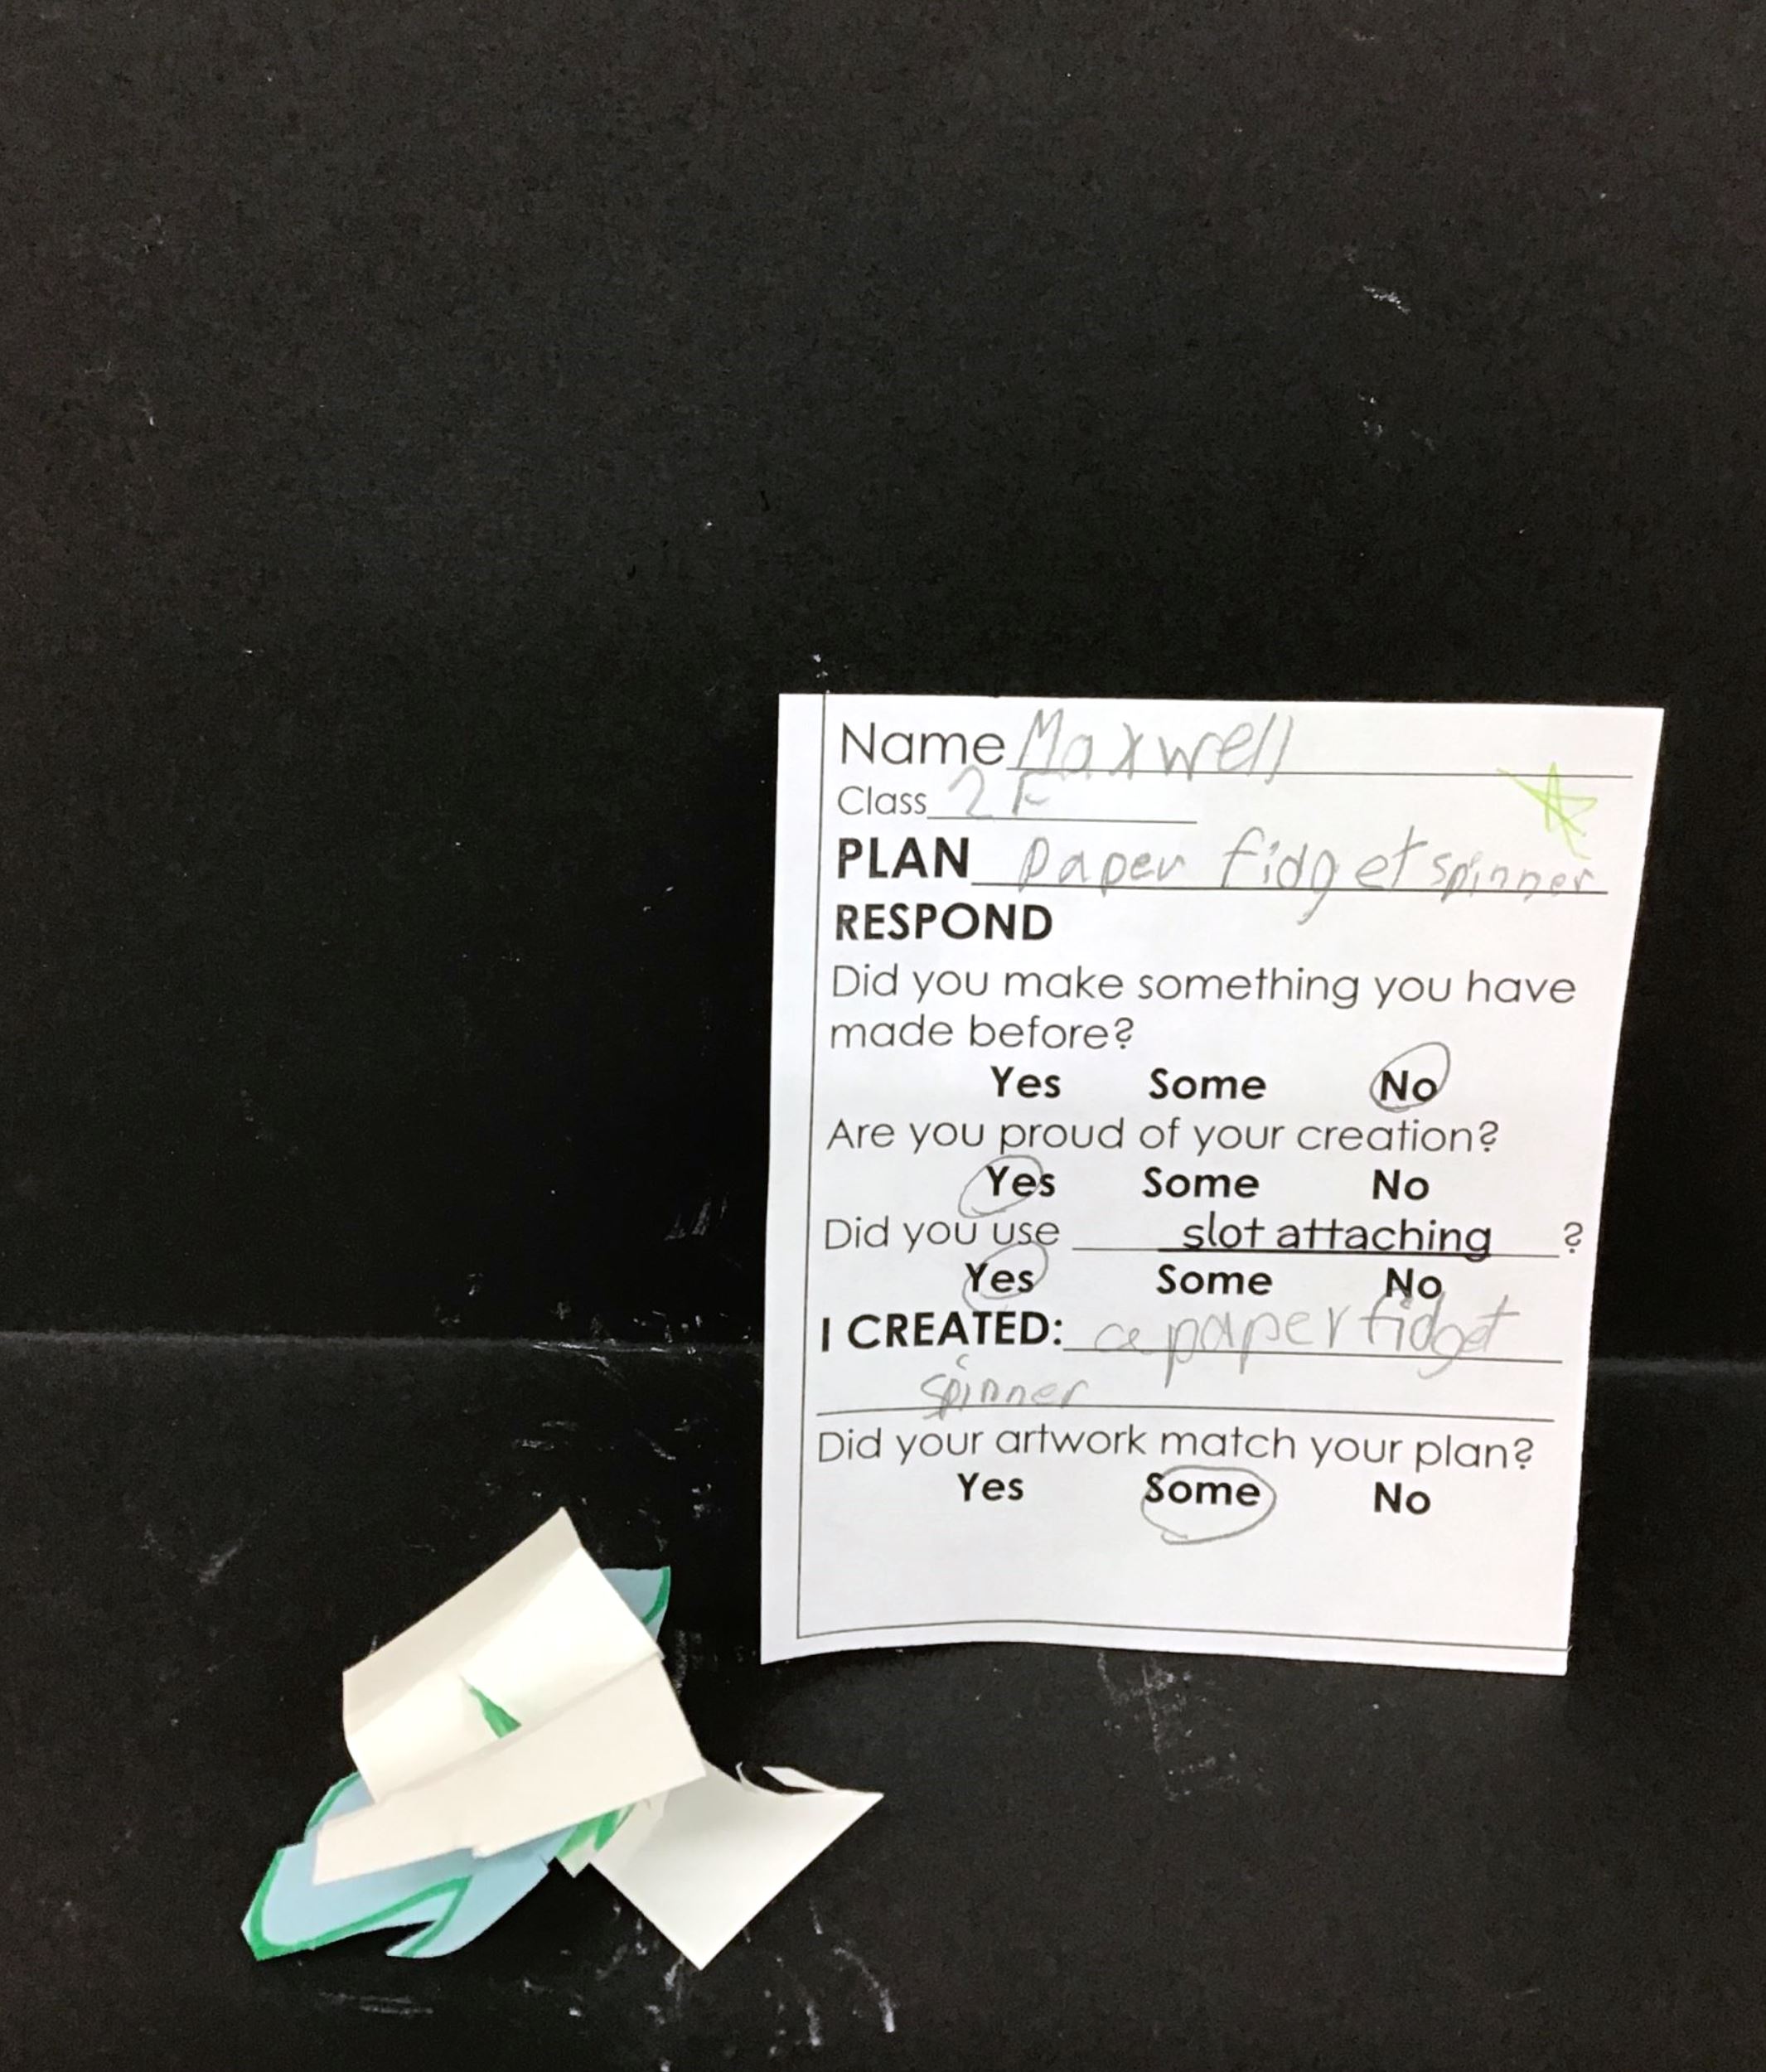 Name Maxwell
Class 2F
PLAN paper fidget spinner
RESPOND
Did you make something you have
made before?
Yes Some No
Are you proud of your creation?
Yes Some No
Did you use slot attaching ?
Yes Some No
I CREATED: a paper fidget
spinner
Did your artwork match your plan?
Yes Some No